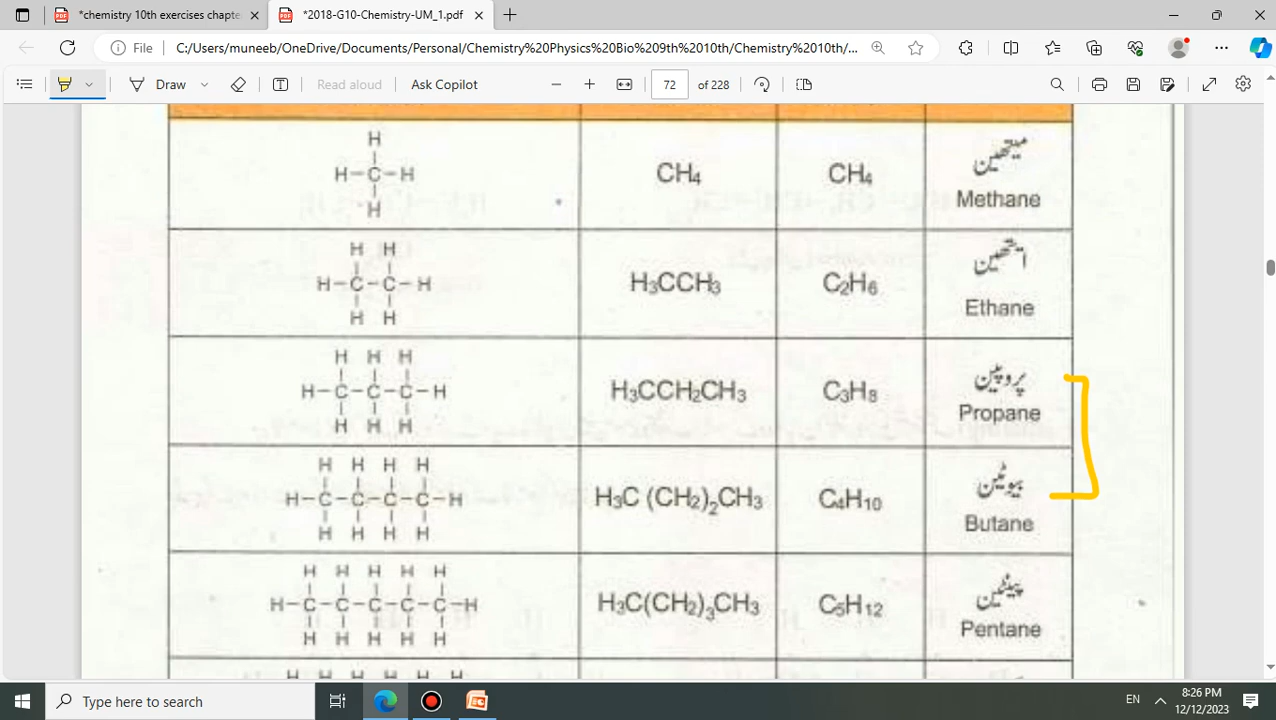 *chemistry 10th exercises chapte
*2018-G10-Chemistry-UM_1.pdf
File C:/Users/muneeb/OneDrive/Documents/Personal/Chemistry%20Physics%20Bio%209th%2010th/Chemistry%2010th/...
Draw Read aloud Ask Copilot 72 of 228
H
H-C-H CH4 CH4 میتھین
H Methane
H H
H-C-C-H H3CCH3 C2H6 ایتھین
H H Ethane
H H H
H-C-C-C-H H3CCH2CH3 C3H8 پروپین
H H H Propane
H H H H
H-C-C-C-C-H H3C (CH2)2CH3 C4H10 بیوٹین
H H H H Butane
H H H H H
H-C-C-C-C-C-H H3C(CH2)3CH3 C5H12 پینٹین
H H H H H Pentane
H H H H H H
Type here to search EN 8:26 PM
12/12/2023